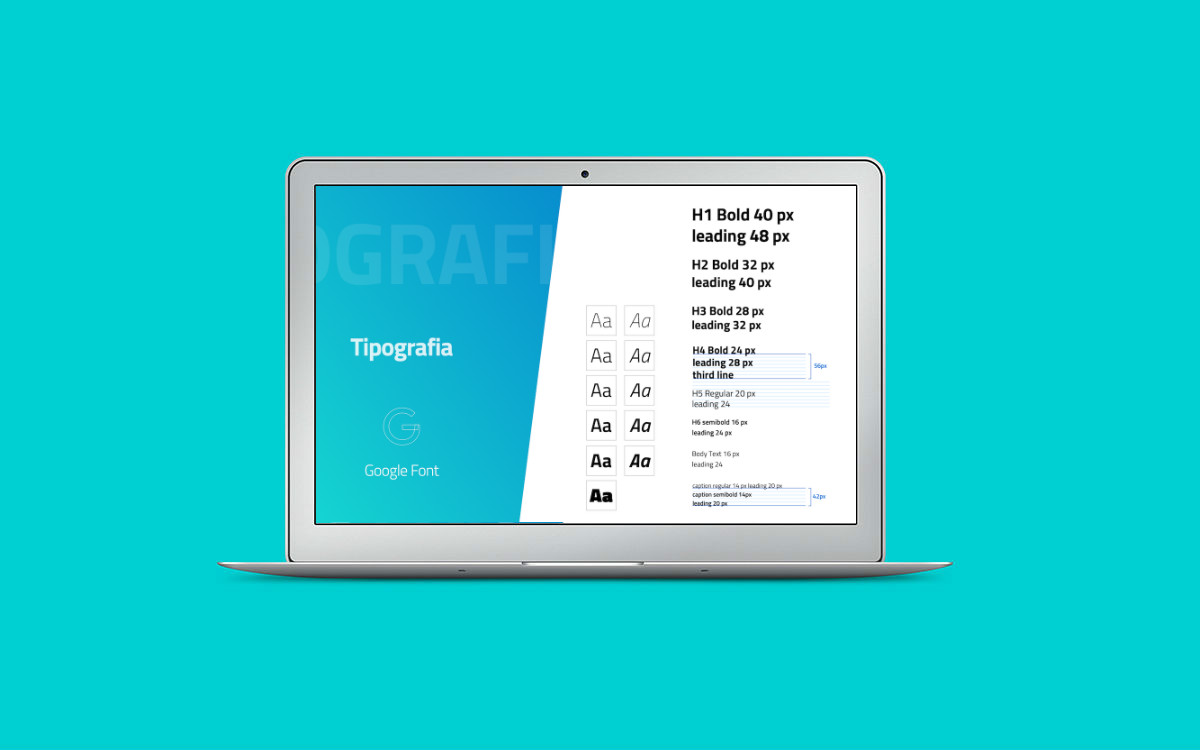 OGRAFI
Tipografia
Google Font
Aa Aa
Aa Aa
Aa Aa
Aa Aa
Aa Aa
Aa
H1 Bold 40 px
leading 48 px
H2 Bold 32 px
leading 40 px
H3 Bold 28 px
leading 32 px
H4 Bold 24 px
leading 28 px
third line
56px
H5 Regular 20 px
leading 24
H6 semibold 16 px
leading 24 px
Body Text 16 px
leading 24
caption regular 14 px leading 20 px
caption semibold 14px
leading 20 px
42px